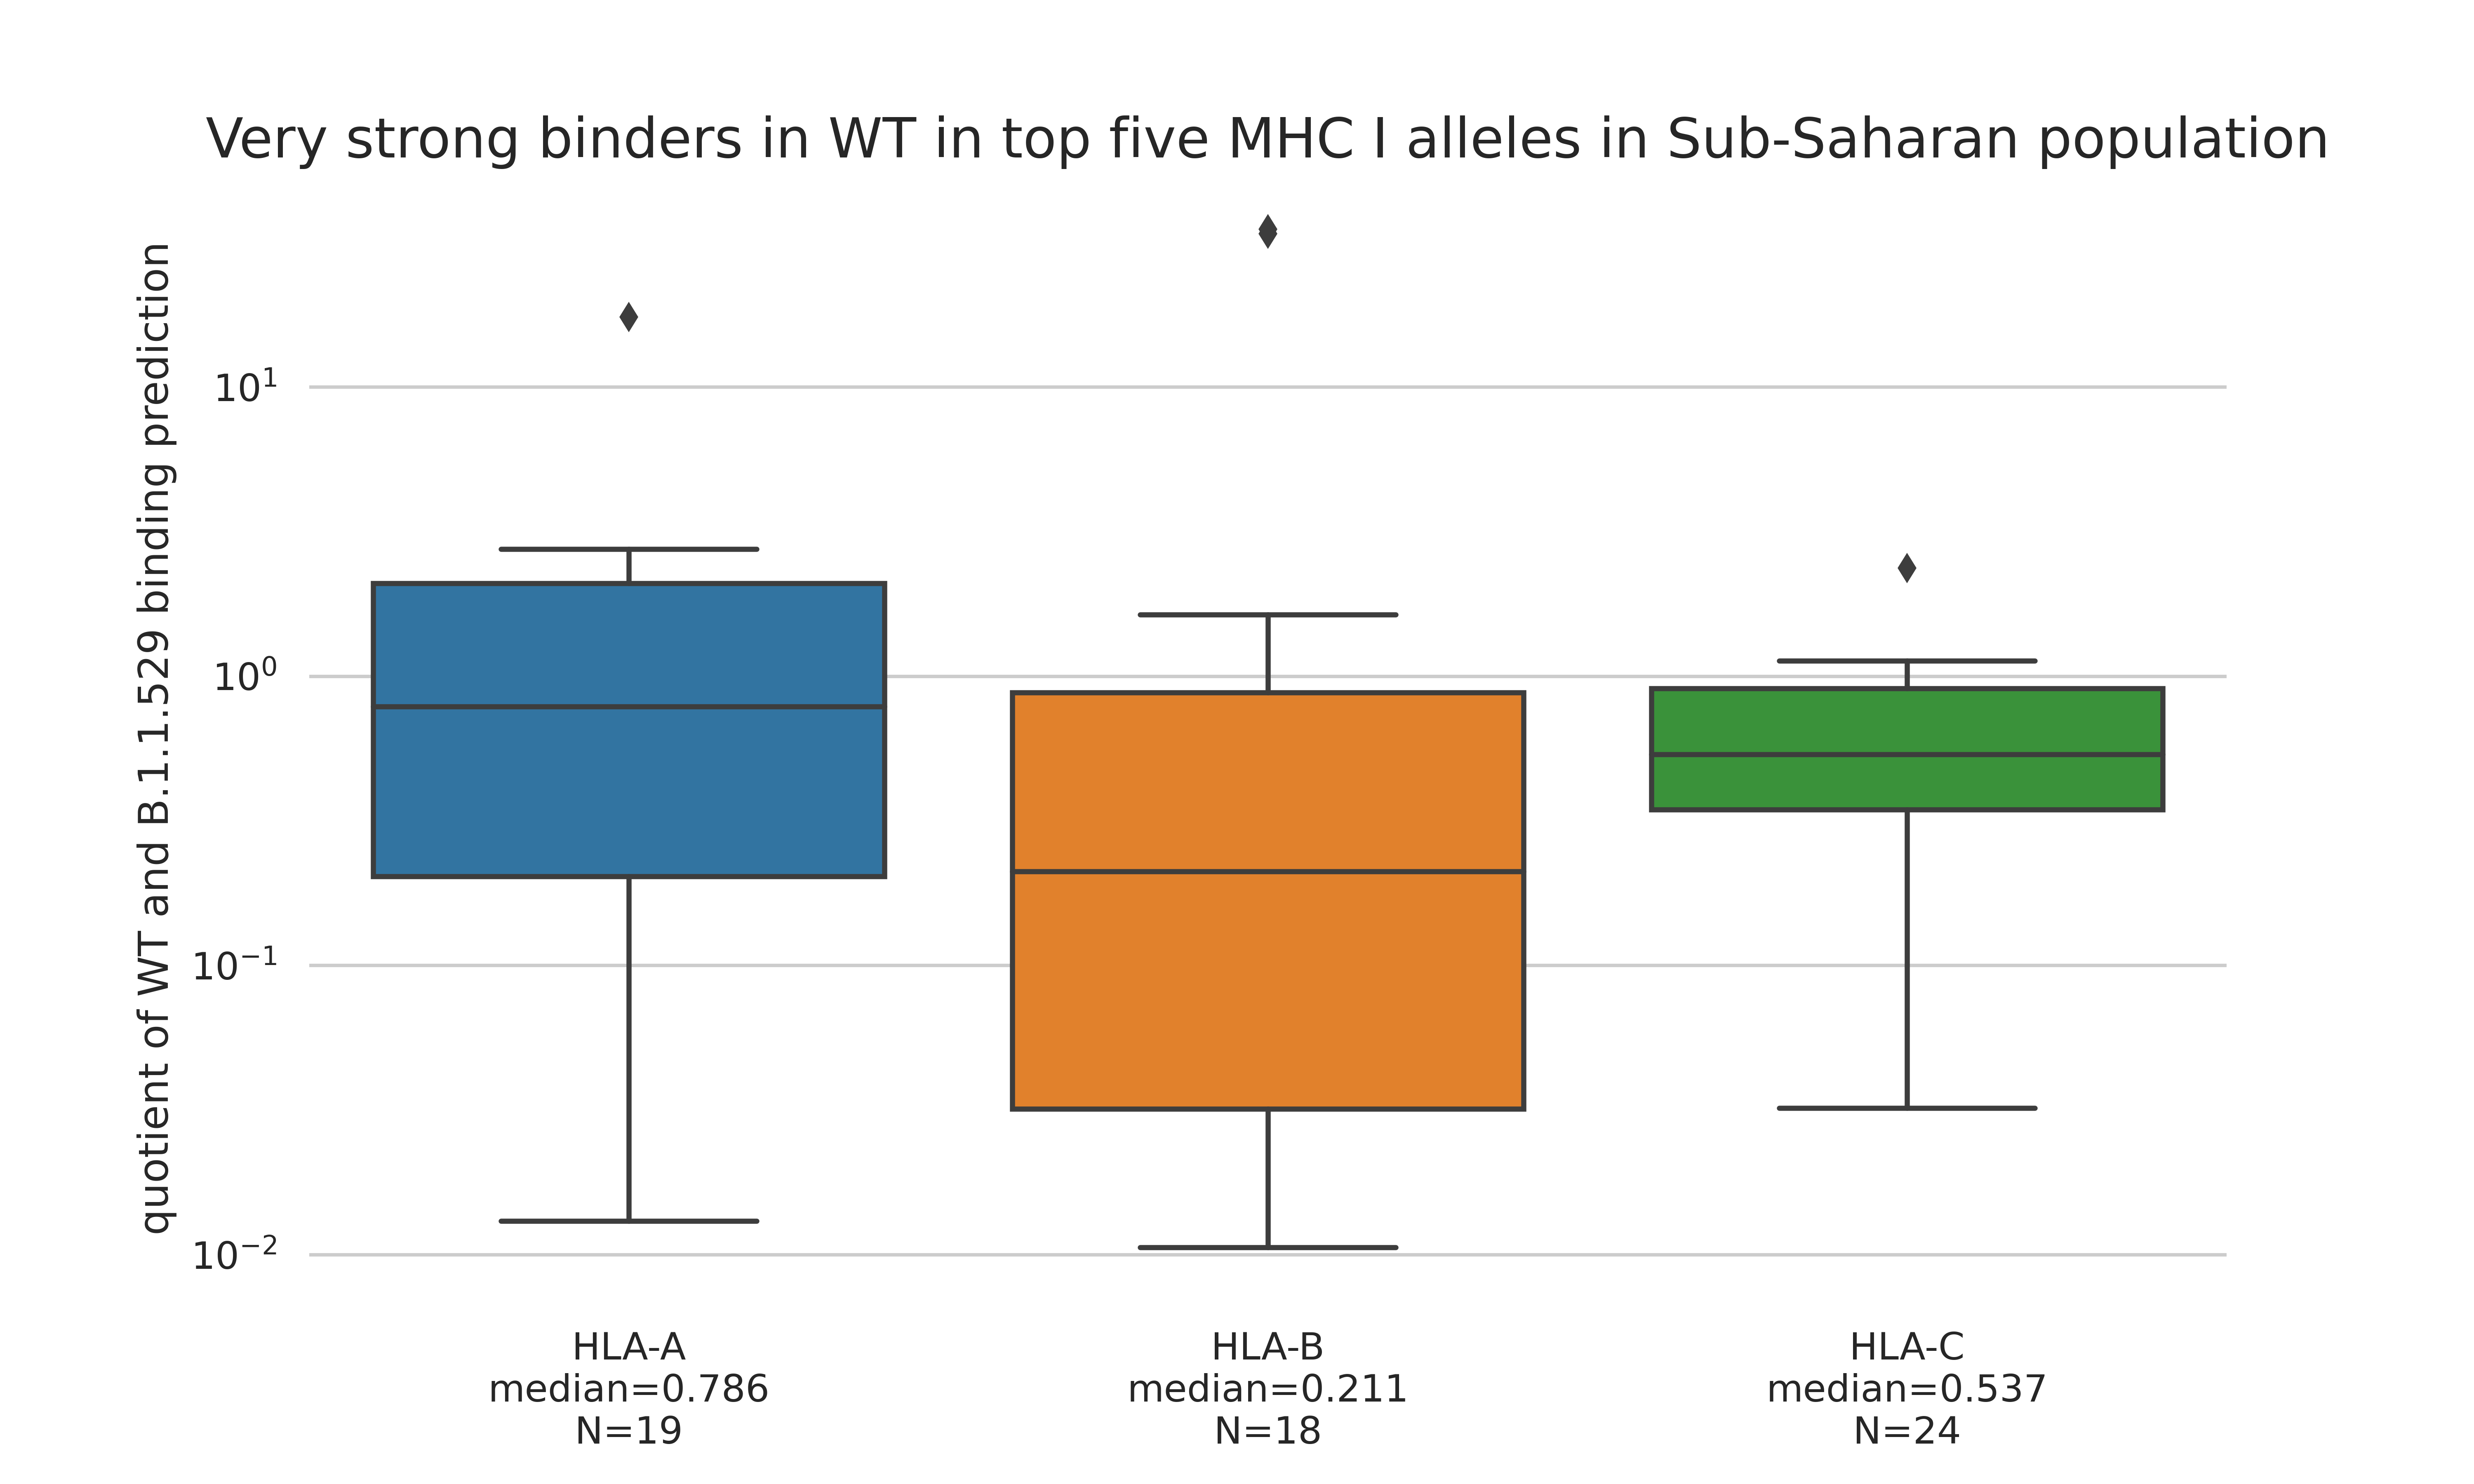 Very strong binders in WT in top five MHC I alleles in Sub-Saharan population
quotient of WT and B.1.1.529 binding prediction
10¹
10⁰
10⁻¹
10⁻²
HLA-A
median=0.786
N=19
HLA-B
median=0.211
N=18
HLA-C
median=0.537
N=24